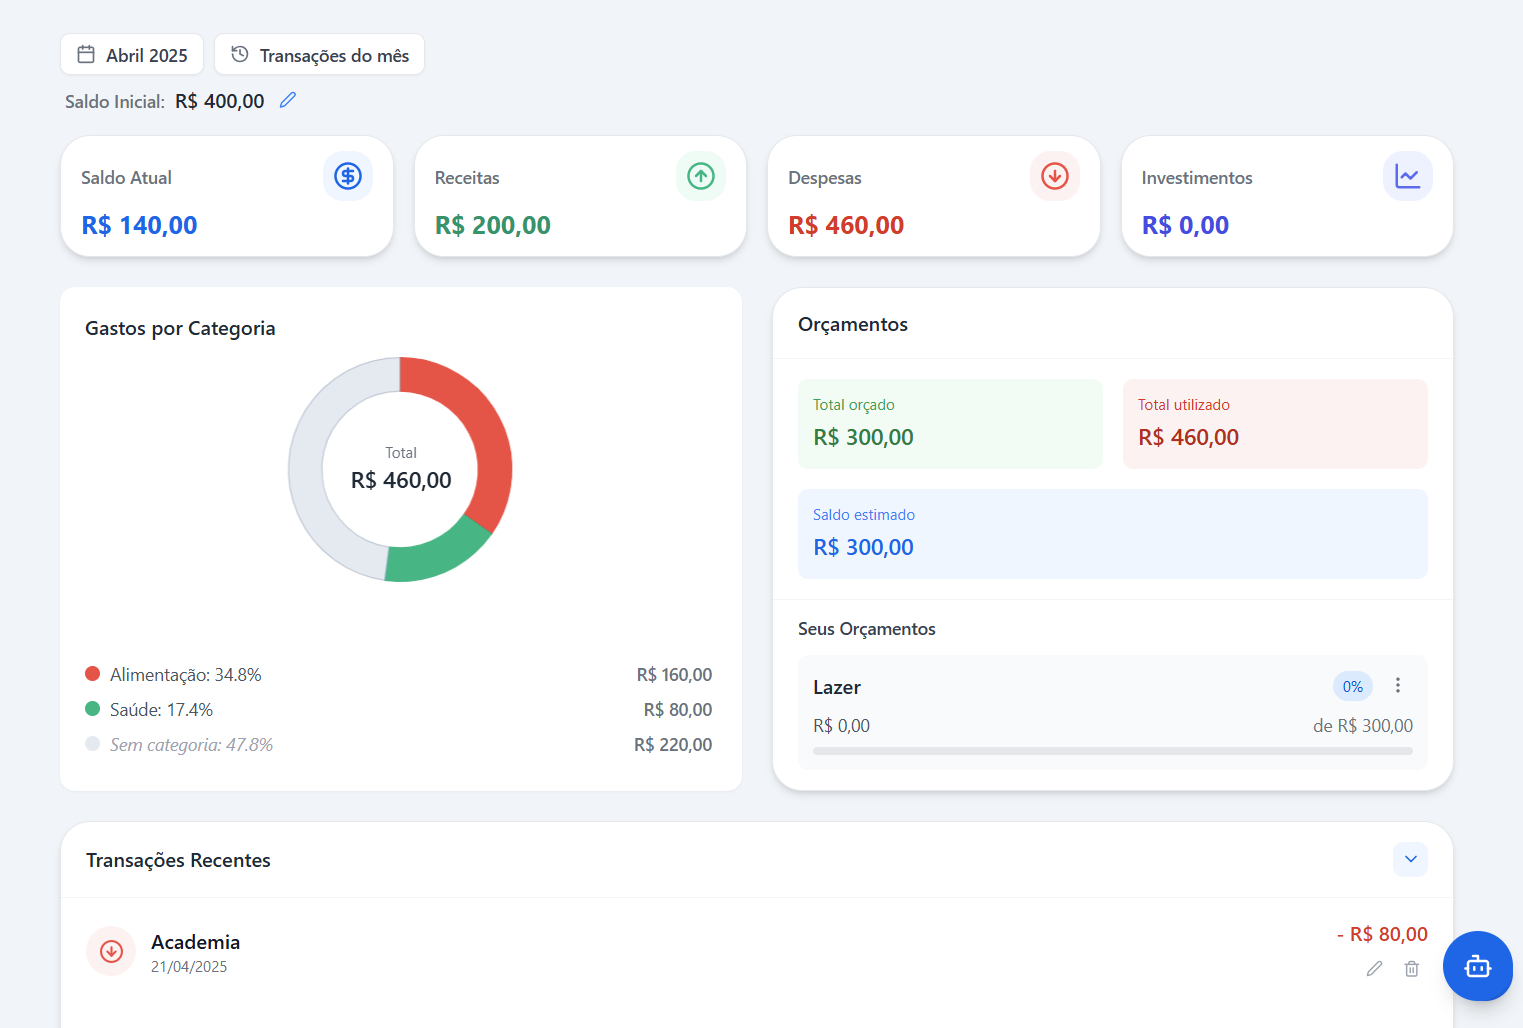 Abril 2025
Transações do mês
Saldo Inicial: R$ 400,00
Saldo Atual
R$ 140,00
Receitas
R$ 200,00
Despesas
R$ 460,00
Investimentos
R$ 0,00
Gastos por Categoria
Total
R$ 460,00
Alimentação: 34.8% R$ 160,00
Saúde: 17.4% R$ 80,00
Sem categoria: 47.8% R$ 220,00
Orçamentos
Total orçado
R$ 300,00
Total utilizado
R$ 460,00
Saldo estimado
R$ 300,00
Seus Orçamentos
Lazer 0%
R$ 0,00 de R$ 300,00
Transações Recentes
Academia
21/04/2025
- R$ 80,00